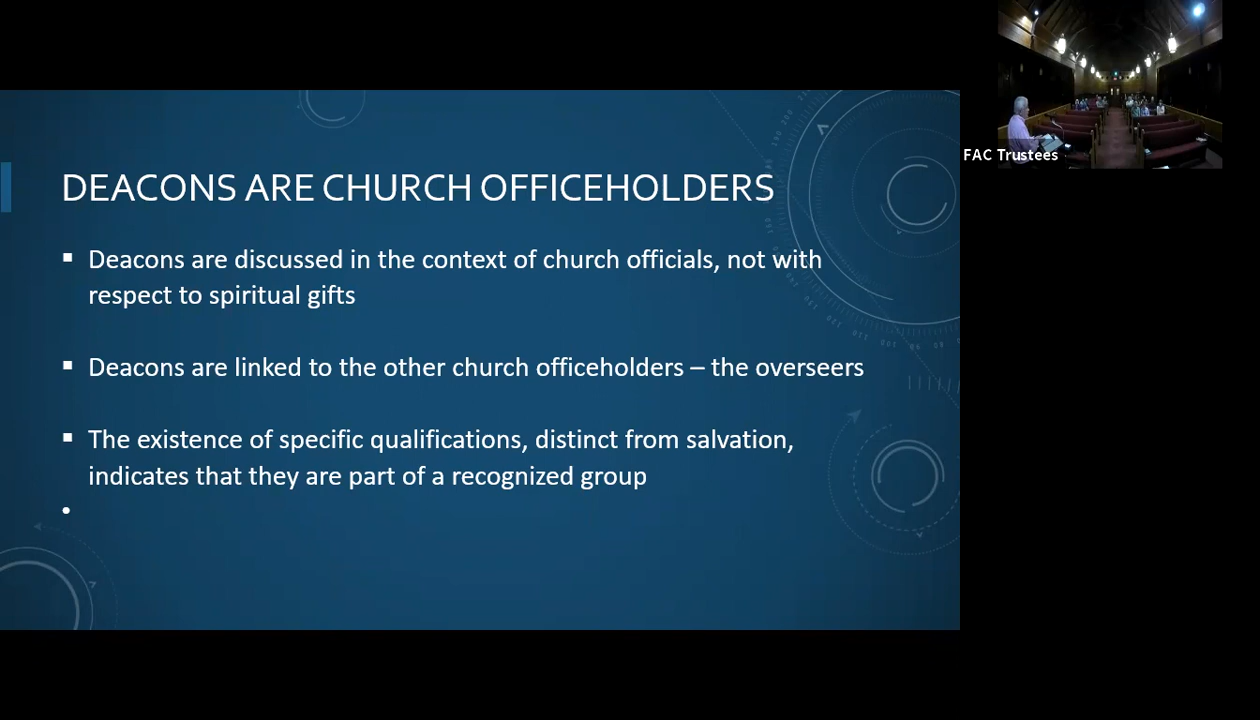 DEACONS ARE CHURCH OFFICEHOLDERS
▪ Deacons are discussed in the context of church officials, not with
respect to spiritual gifts
▪ Deacons are linked to the other church officeholders – the overseers
▪ The existence of specific qualifications, distinct from salvation,
indicates that they are part of a recognized group
•
FAC Trustees